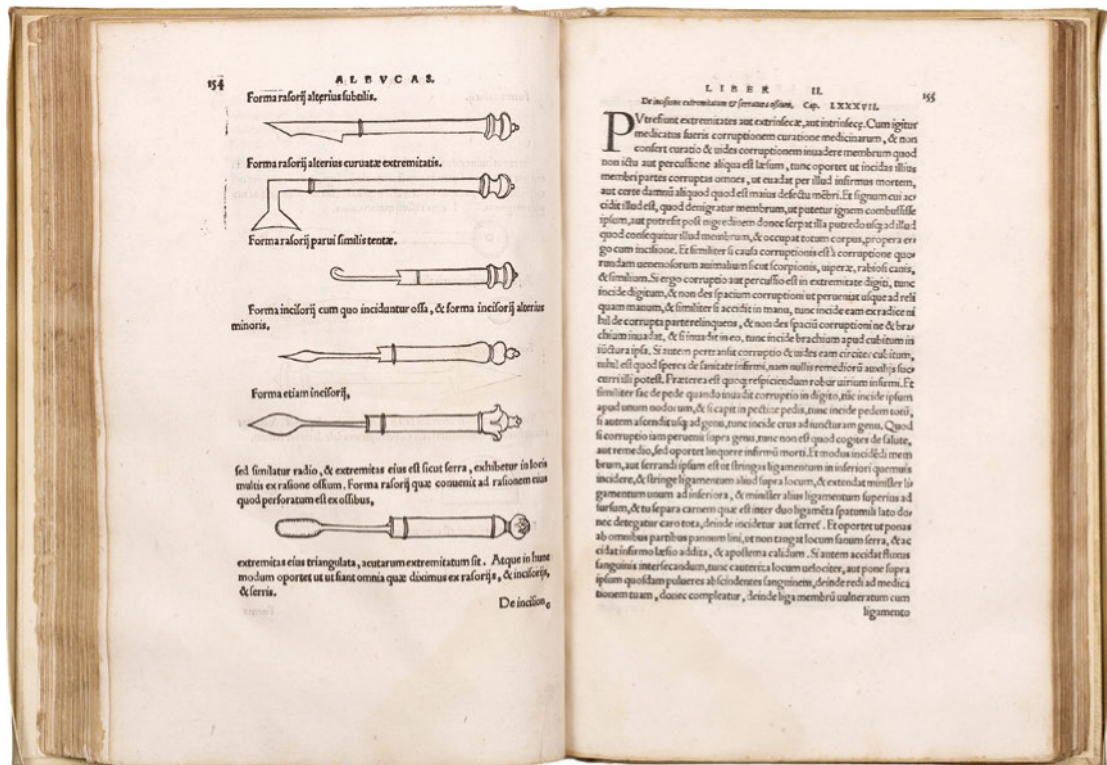 154
ALBVCAS.
Forma rasorij alterius subtilis.
Forma rasorij alterius curuatæ extremitatis.
Forma rasorij parui similis tentæ.
Forma incisorij cum quo inciduntur ossa, & forma incisorij alterius
minoris.
Forma etiam incisorij,
sed similatur radio, & extremitas eius est sicut serra, exhibetur in locis
multis ex rasione ossium. Forma rasorij quæ conuenit ad rasionem eius
quod perforatum est ex ossibus,
extremitas eius triangulata, acutarum extremitatum sit. Atque in hunc
modum oportet ut ut fiant omnia quæ diximus ex rasorijs, & incisorijs,
& serris.
De incision,
LIBER II.
155
De incisione extremitatum & serratura ossium. Cap. LXXXVII.
PVtrefiunt extremitates aut extrinsecæ, aut intrinsecę. Cum igitur
medicatus fueris corruptionem curatione medicinarum, & non
confert curatio & uides corruptionem inuadere membrum quod
non ictu aut percussione aliqua est læsum, tunc oportet ut incidas illius
membri partes corruptas omnes, ut euadat per illud infirmus mortem,
aut certe damnũ aliquod quod est maius defectu mẽbri. Et signum cui ac
cidit illud est, quod denigratur membrum, ut putetur ignem combussisse
ipsum, aut putresit post nigredinem donec serpat illa putredo usq; ad illud
quod consequitur illud membrum, & occupat totum corpus, propera er
go cum incisione. Et similiter si causa corruptionis est à corruptione quo
rundam uenenosorum animalium sicut scorpionis, uiperæ, rabiosi canis,
& similium. Si ergo corruptio aut percussio est in extremitate digiti, tunc
incide digitum, & non des spacium corruptioni ut perueniat usque ad reli
quam manum, & similiter si accidit in manu, tunc incide eam ex radice ni
hil de corrupta parte relinquens, & non des spaciũ corruptioni ne & bra
chium inuadat, & si inuadit in eo, tunc incide brachium apud cubitum in
iũctura ipsa. Si autem pertransit corruptio & uides eam circiter cubitum,
nihil est quod speres de sanitate infirmi, nam nullis remediorũ auxilijs suc
curri illi potest. Præterea est quoq; respiciendum robur uirium infirmi. Et
similiter fac de pede quando inuadit corruptio in digito, tũc incide ipsum
apud unum nodorum, & si capit in pectine pedis, tunc incide pedem totũ,
si autem ascendit usq; ad genu, tunc incide crus ad iuncturam genu. Quod
si corruptio iam peruenit supra genu, tunc non est quod cogites de salute,
aut remedio, sed oportet linquere infirmũ morti. Et modus incidẽdi mem
brum, aut serrandi ipsum est ut stringas ligamentum in inferiori quem uis
incidere, & stringe ligamentum aliud supra locum, & extendat minister li
gamentum unum ad inferiora, & minister alius ligamentum superius ad
sursum, & tu separa carnem quæ est inter duo ligamẽta spatumili lato do
nec detegatur caro tota, deinde incidetur aut serret'. Et oportet ut ponas
ab omnibus partibus pannum lini, ut non tangat locum sanum serra, & ac
cidat infirmo læsio addita, & apostema calidum. Si autem accidat fluxus
sanguinis intersecandum, tunc cauteriza locum uelociter, aut pone supra
ipsum quosdam pulueres abscindentes sanguinem, deinde redi ad medica
tionem tuam, donec compleatur, deinde liga membrũ uulneratum cum
ligamento